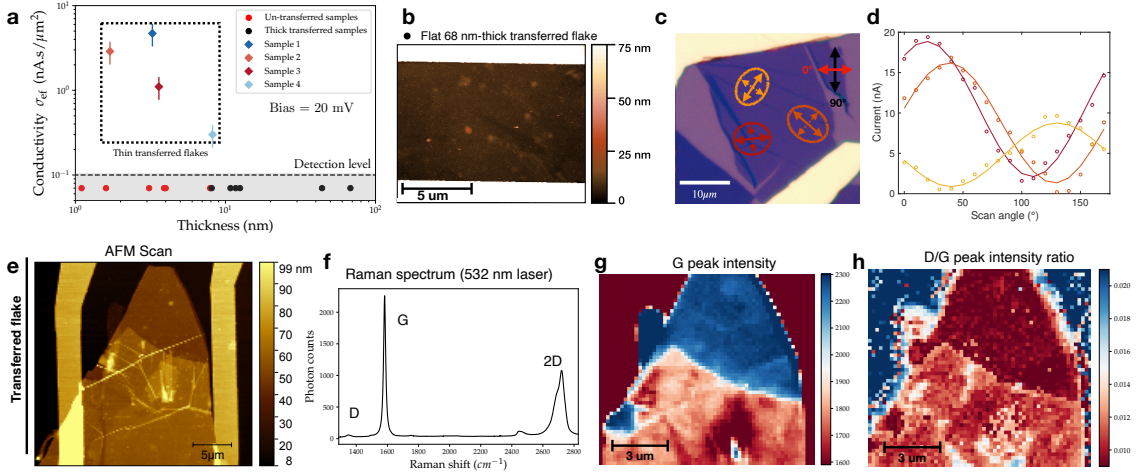 a
Conductivity σef (nA.s/μm²)
10¹
10⁰
10⁻¹
Un-transferred samples
Thick transferred samples
Sample 1
Sample 2
Sample 3
Sample 4
Bias = 20 mV
Thin transferred flakes
Detection level
10⁰
10¹
10²
Thickness (nm)
b
Flat 68 nm-thick transferred flake
75 nm
50 nm
25 nm
0
5 um
c
0°
90°
10μm
d
Current (nA)
20
15
10
5
0
0
50
100
150
Scan angle (°)
Transferred flake
e
AFM Scan
99 nm
90
80
70
60
50
40
30
20
8
5μm
f
Raman spectrum (532 nm laser)
Photon counts
2000
1500
1000
500
0
D
G
2D
1400
1600
1800
2000
2200
2400
2600
2800
Raman shift (cm⁻¹)
g
G peak intensity
2300
2200
2100
2000
1900
1800
1700
1600
3 um
h
D/G peak intensity ratio
0.020
0.018
0.016
0.014
0.012
0.010
3 um